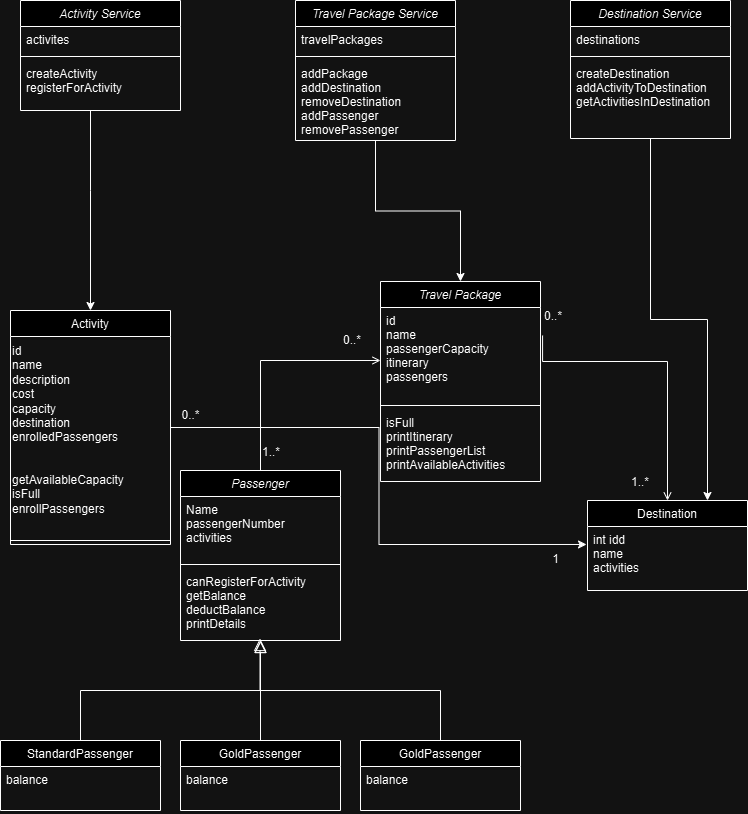 Activity Service
activites
createActivity
registerForActivity
Travel Package Service
travelPackages
addPackage
addDestination
removeDestination
addPassenger
removePassenger
Destination Service
destinations
createDestination
addActivityToDestination
getActivitiesInDestination
Activity
id
name
description
cost
capacity
destination
enrolledPassengers
getAvailableCapacity
isFull
enrollPassengers
Travel Package
id
name
passengerCapacity
itinerary
passengers
isFull
printItinerary
printPassengerList
printAvailableActivities
0..*
0..*
0..*
1..*
1..*
1
Passenger
Name
passengerNumber
activities
canRegisterForActivity
getBalance
deductBalance
printDetails
Destination
int idd
name
activities
StandardPassenger
balance
GoldPassenger
balance
GoldPassenger
balance